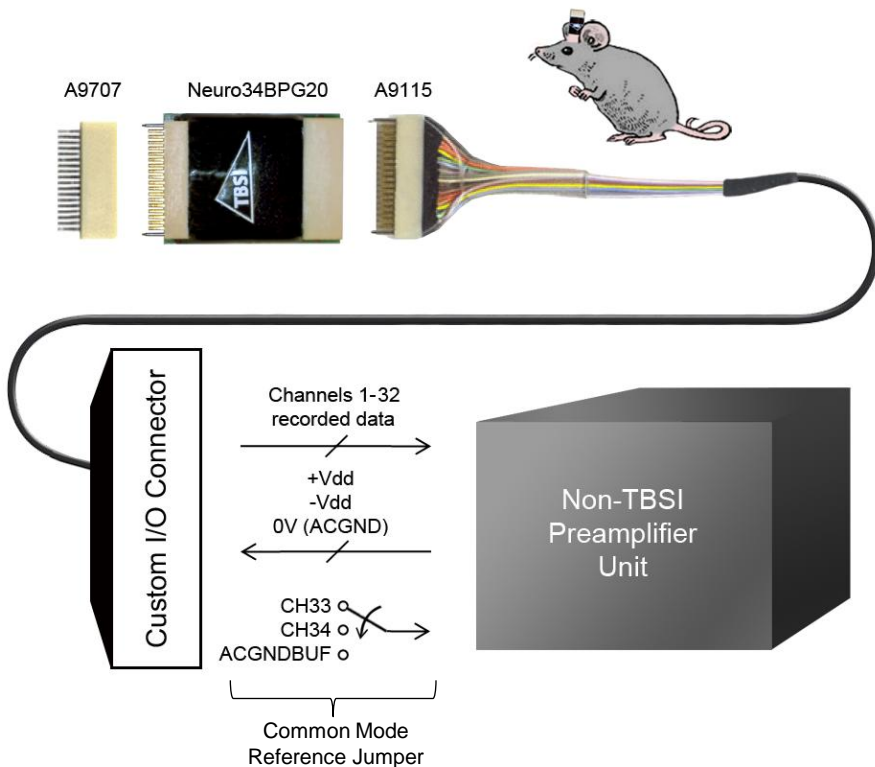 A9707
Neuro34BPG20
A9115
TBSI
Custom I/O Connector
Channels 1-32
recorded data
+Vdd
-Vdd
0V (ACGND)
CH33
CH34
ACGNDBUF
Common Mode
Reference Jumper
Non-TBSI
Preamplifier
Unit